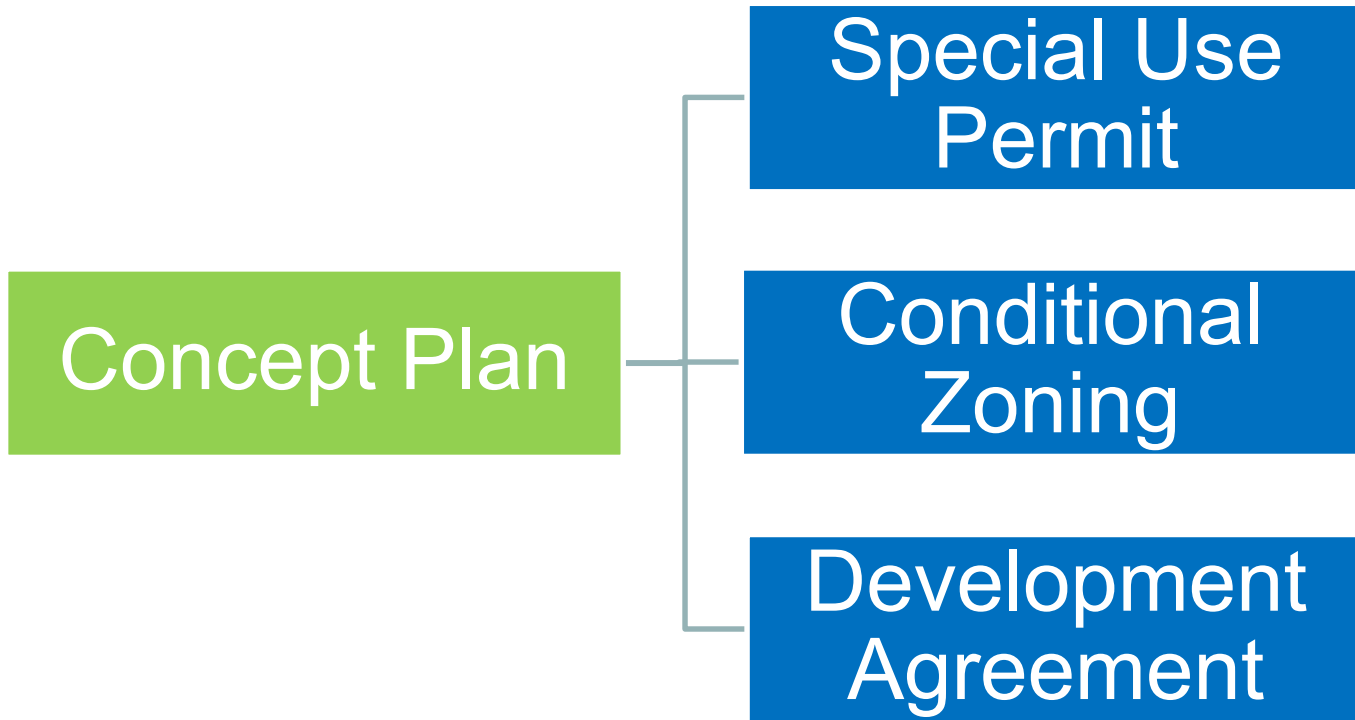 Concept Plan
Special Use
Permit
Conditional
Zoning
Development
Agreement